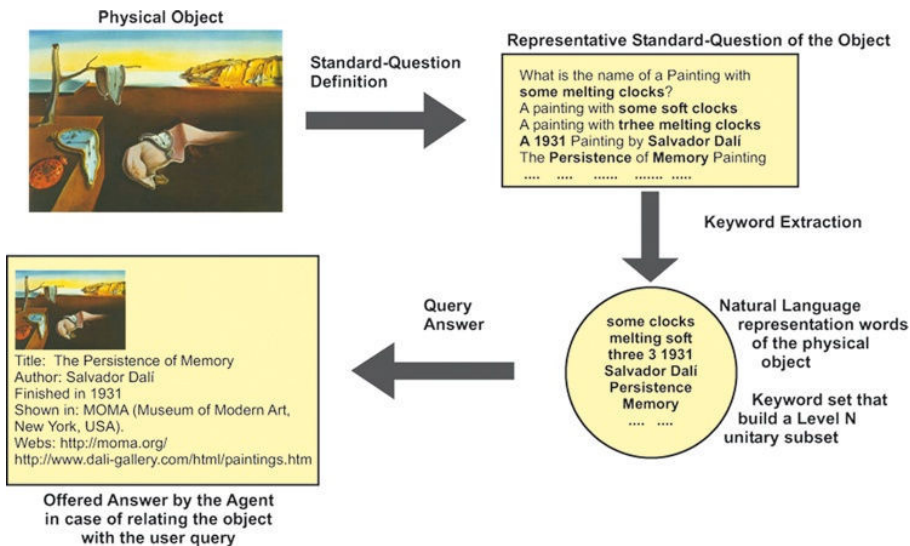 Physical Object
Standard-Question
Definition
Representative Standard-Question of the Object
What is the name of a Painting with
some melting clocks?
A painting with some soft clocks
A painting with trhee melting clocks
A 1931 Painting by Salvador Dalí
The Persistence of Memory Painting
.... .... ...... ....... .....
Keyword Extraction
some clocks
melting soft
three 3 1931
Salvador Dalí
Persistence
Memory
.... ....
Natural Language
representation words
of the physical
object
Keyword set that
build a Level N
unitary subset
Query
Answer
Title: The Persistence of Memory
Author: Salvador Dalí
Finished in 1931
Shown in: MOMA (Museum of Modern Art,
New York, USA).
Webs: http://moma.org/
http://www.dali-gallery.com/html/paintings.htm
Offered Answer by the Agent
in case of relating the object
with the user query